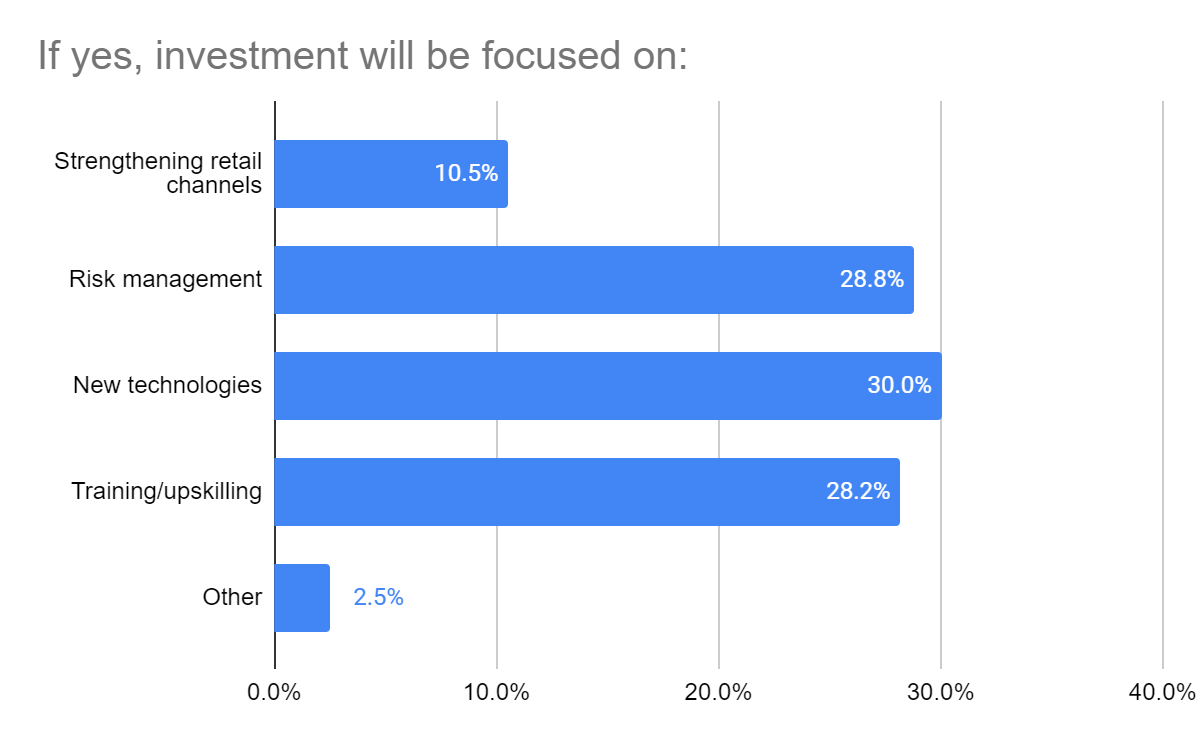 If yes, investment will be focused on:
Strengthening retail
channels
10.5%
Risk management
28.8%
New technologies
30.0%
Training/upskilling
28.2%
Other
2.5%
0.0%
10.0%
20.0%
30.0%
40.0%